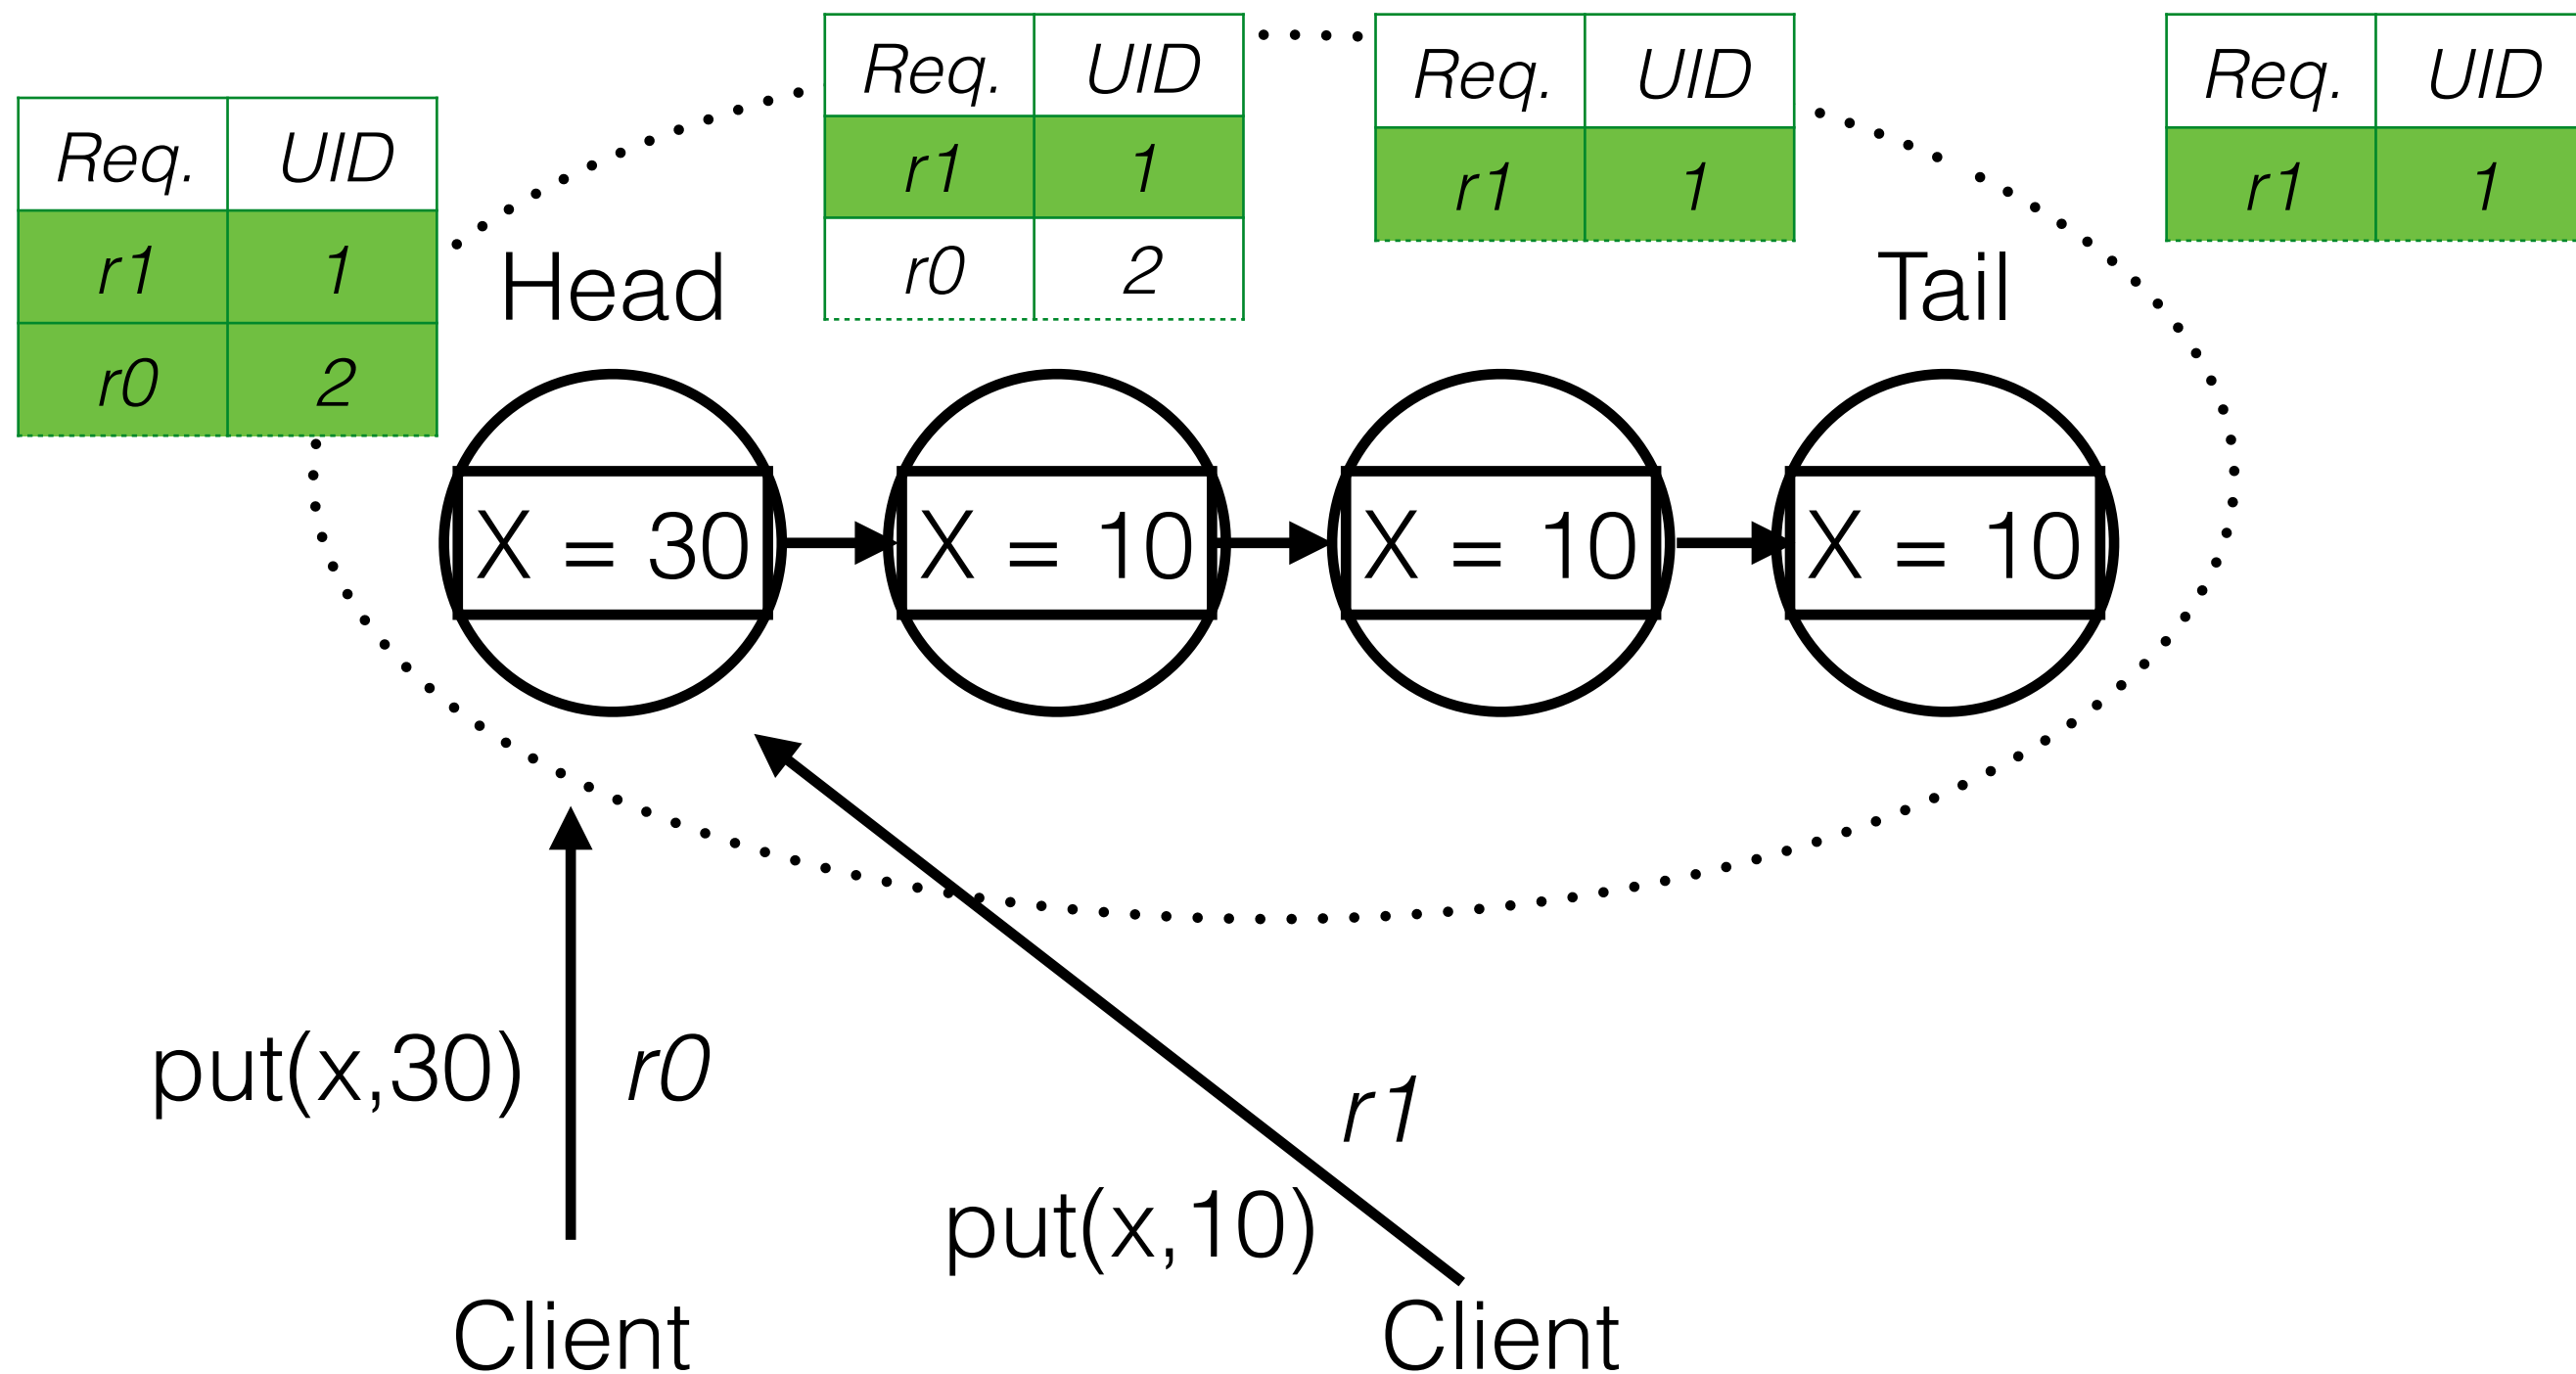 Req. UID
r1 1
r0 2
Req. UID
r1 1
r0 2
Req. UID
r1 1
Req. UID
r1 1
Head
Tail
X = 30
X = 10
X = 10
X = 10
put(x,30)
r0
r1
put(x,10)
Client
Client